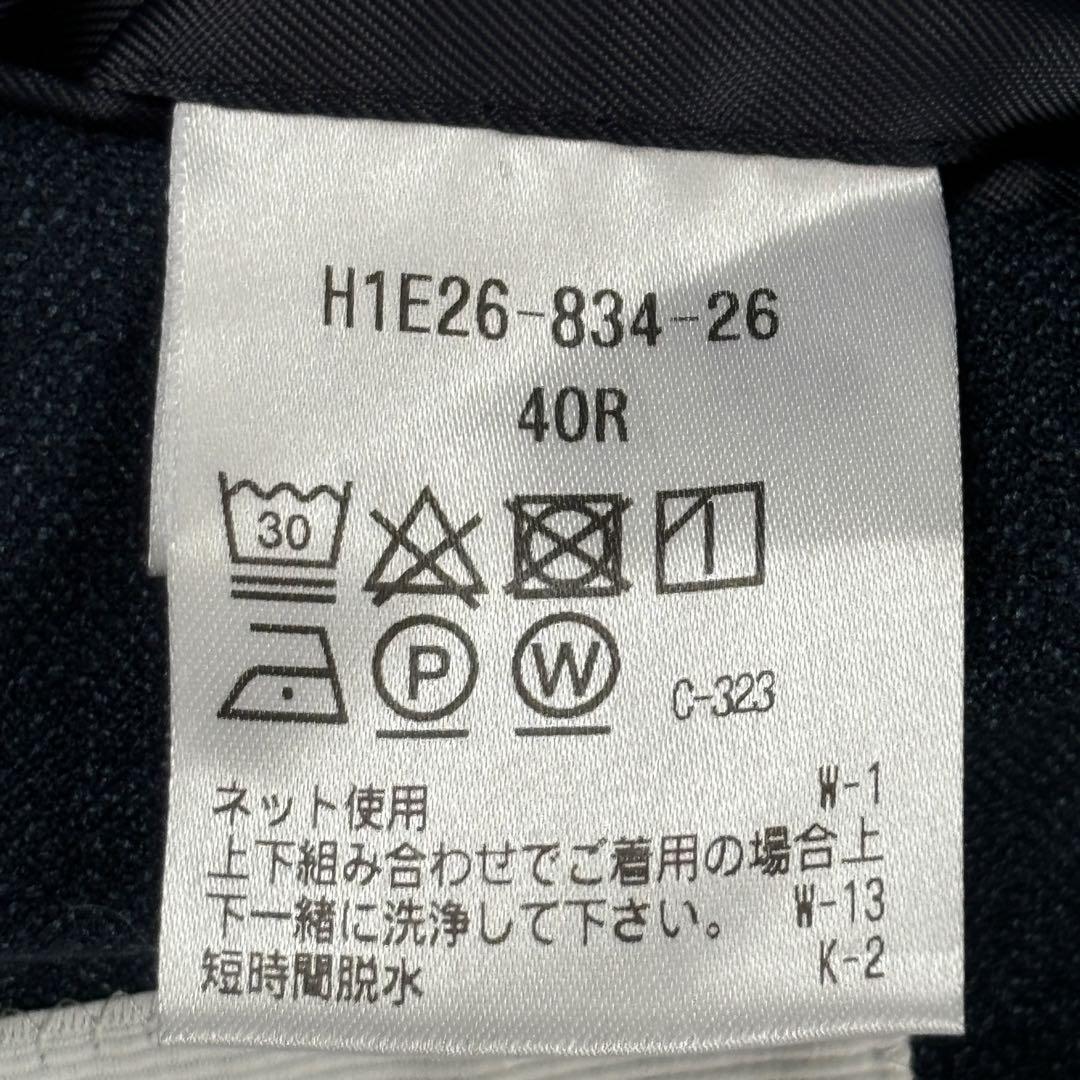 H1E26-834-26
40R
30
P W C-323
ネット使用 W-1
上下組み合わせでご着用の場合上
下一緒に洗浄して下さい。 W-13
短時間脱水 K-2